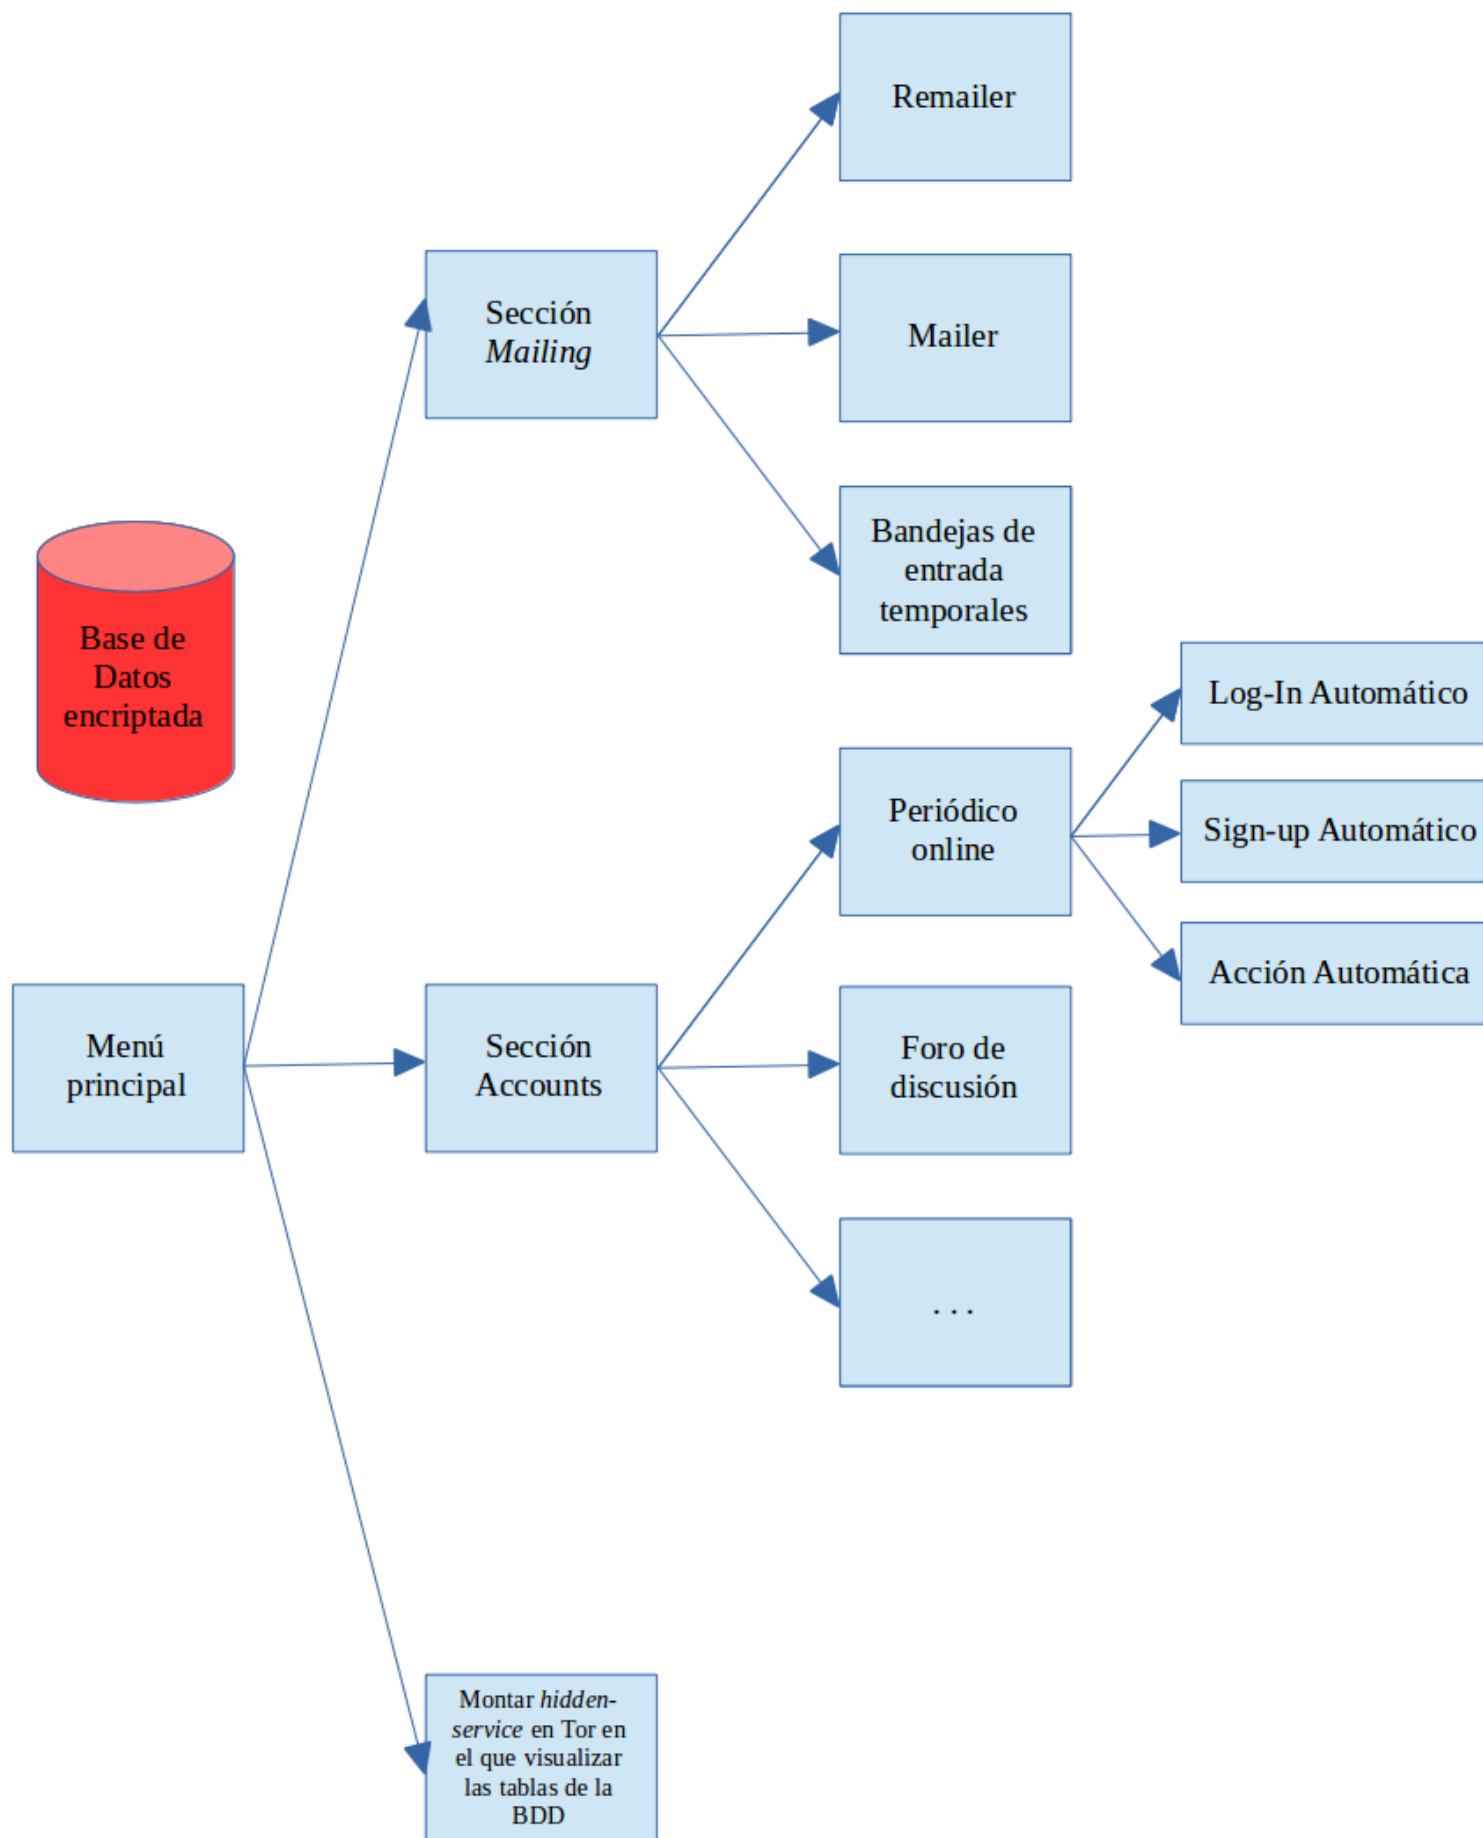 Remailer
Sección
Mailing
Mailer
Bandejas de
entrada
temporales
Base de
Datos
encriptada
Log-In Automático
Periódico
online
Sign-up Automático
Acción Automática
Menú
principal
Sección
Accounts
Foro de
discusión
. . .
Montar hidden-
service en Tor en
el que visualizar
las tablas de la
BDD